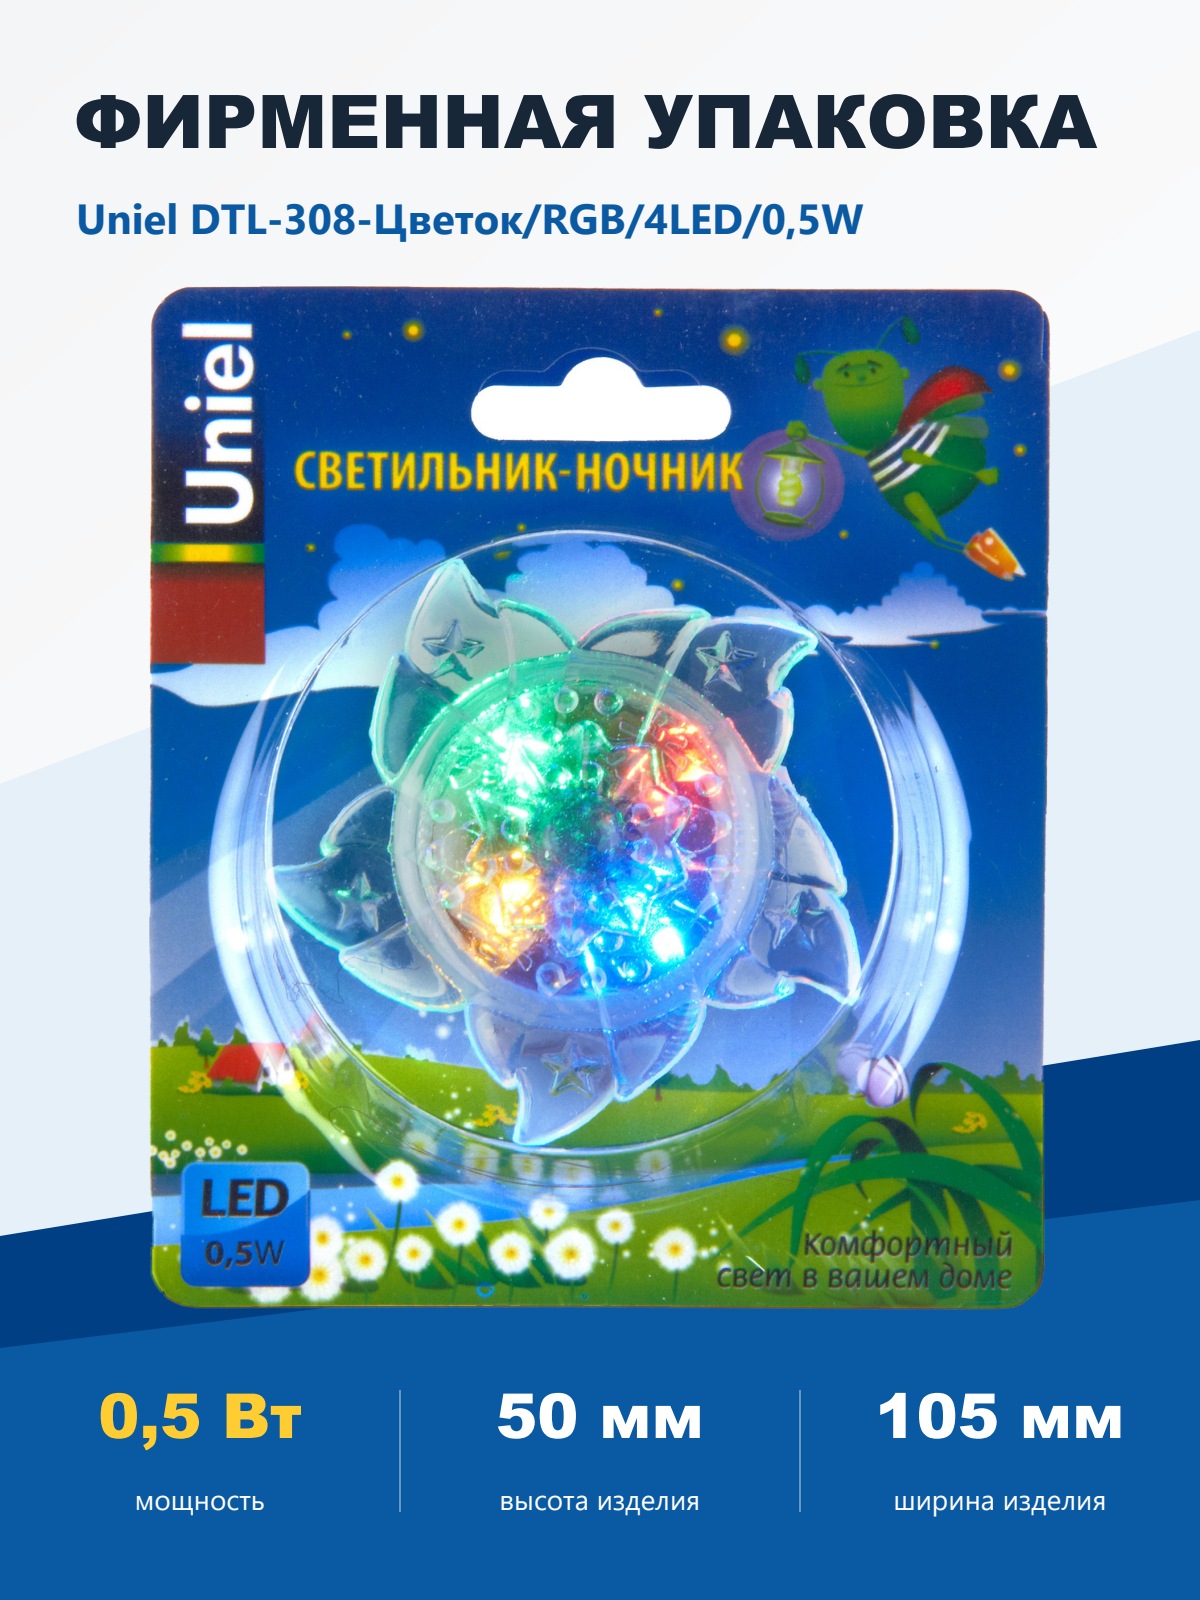 ФИРМЕННАЯ УПАКОВКА
Uniel DTL-308-Цветок/RGB/4LED/0,5W
Uniel
СВЕТИЛЬНИК-НОЧНИК
LED
0,5W
Комфортный
свет в вашем доме
0,5 Вт
50 мм
105 мм
мощность
высота изделия
ширина изделия